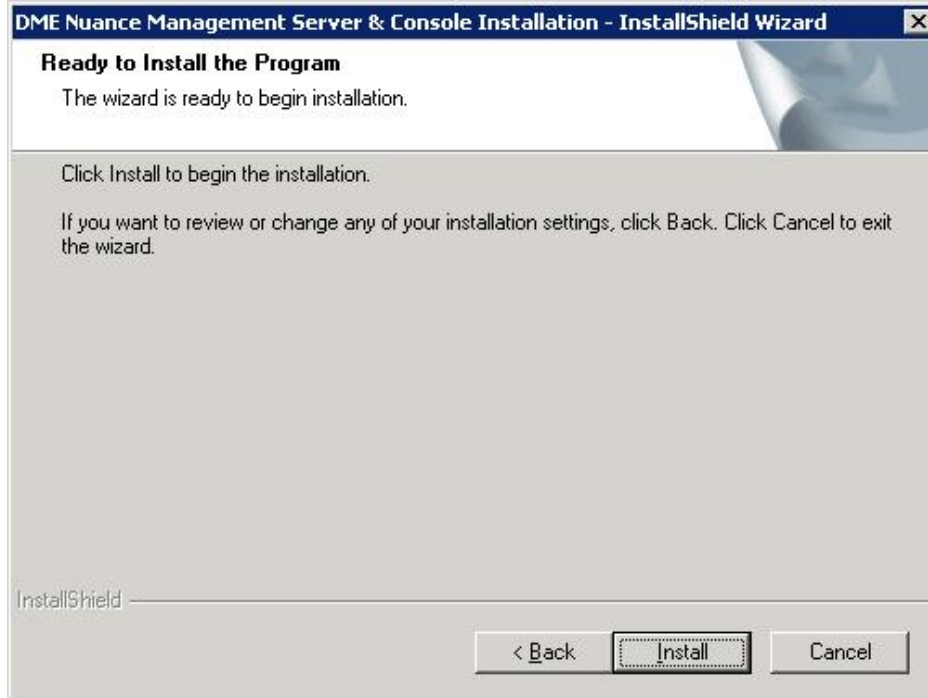 DME Nuance Management Server & Console Installation - InstallShield Wizard
Ready to Install the Program
The wizard is ready to begin installation.
Click Install to begin the installation.
If you want to review or change any of your installation settings, click Back. Click Cancel to exit
the wizard.
InstallShield
< Back
Install
Cancel